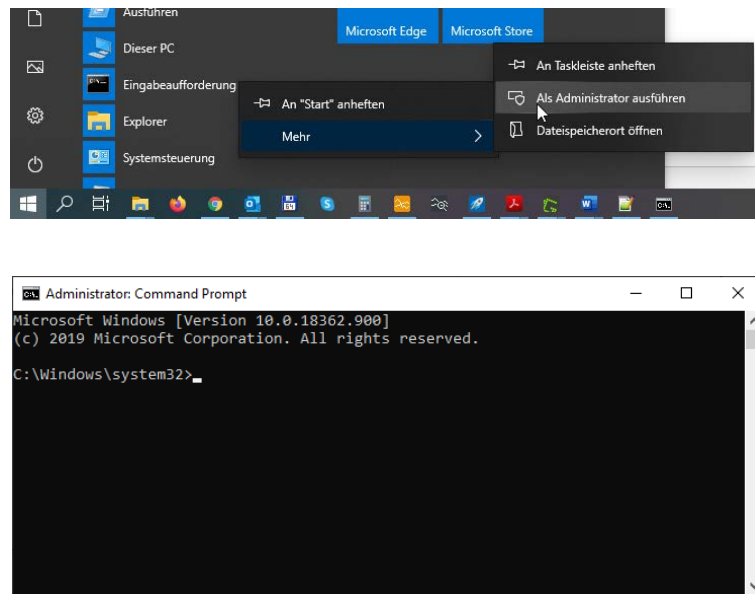 Ausführen
Microsoft Edge
Microsoft Store
Dieser PC
An Taskleiste anheften
Eingabeaufforderung
An "Start" anheften
Als Administrator ausführen
Explorer
Mehr
Dateispeicherort öffnen
Systemsteuerung
Administrator: Command Prompt
Microsoft Windows [Version 10.0.18362.900]
(c) 2019 Microsoft Corporation. All rights reserved.
C:\Windows\system32>